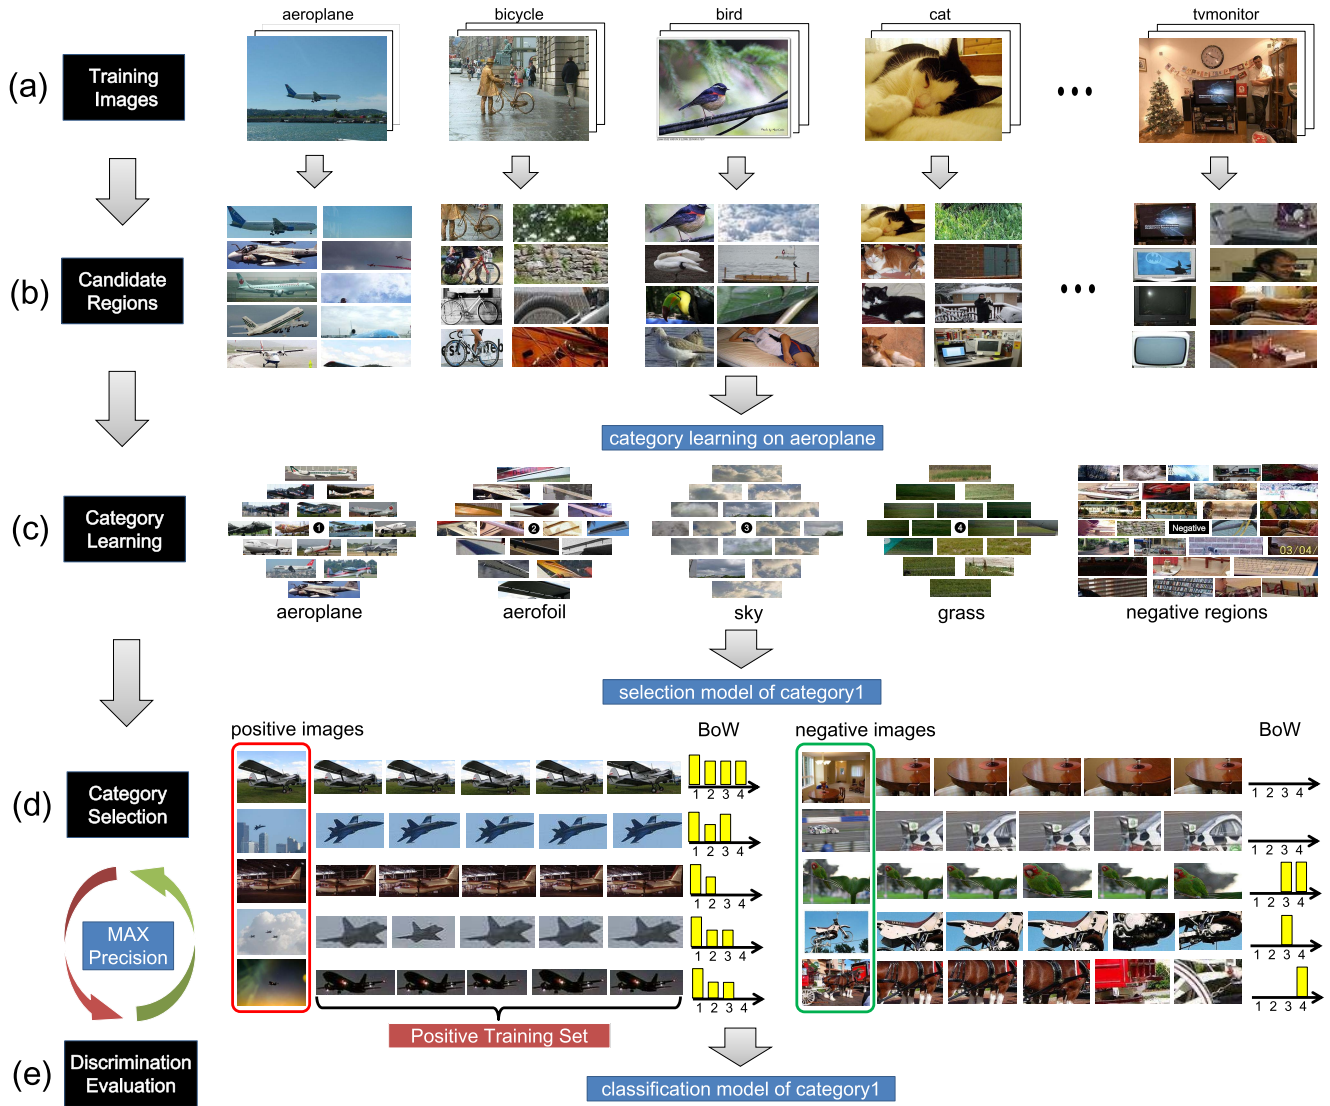 aeroplane
bicycle
bird
cat
tvmonitor
(a)
Training
Images
(b)
Candidate
Regions
category learning on aeroplane
(c)
Category
Learning
1
2
3
4
Negative
03/04/
aeroplane
aerofoil
sky
grass
negative regions
selection model of category1
positive images
BoW
negative images
BoW
(d)
Category
Selection
1 2 3 4
1 2 3 4
1 2 3 4
1 2 3 4
1 2 3 4
1 2 3 4
1 2 3 4
1 2 3 4
1 2 3 4
1 2 3 4
MAX
Precision
Positive Training Set
(e)
Discrimination
Evaluation
classification model of category1